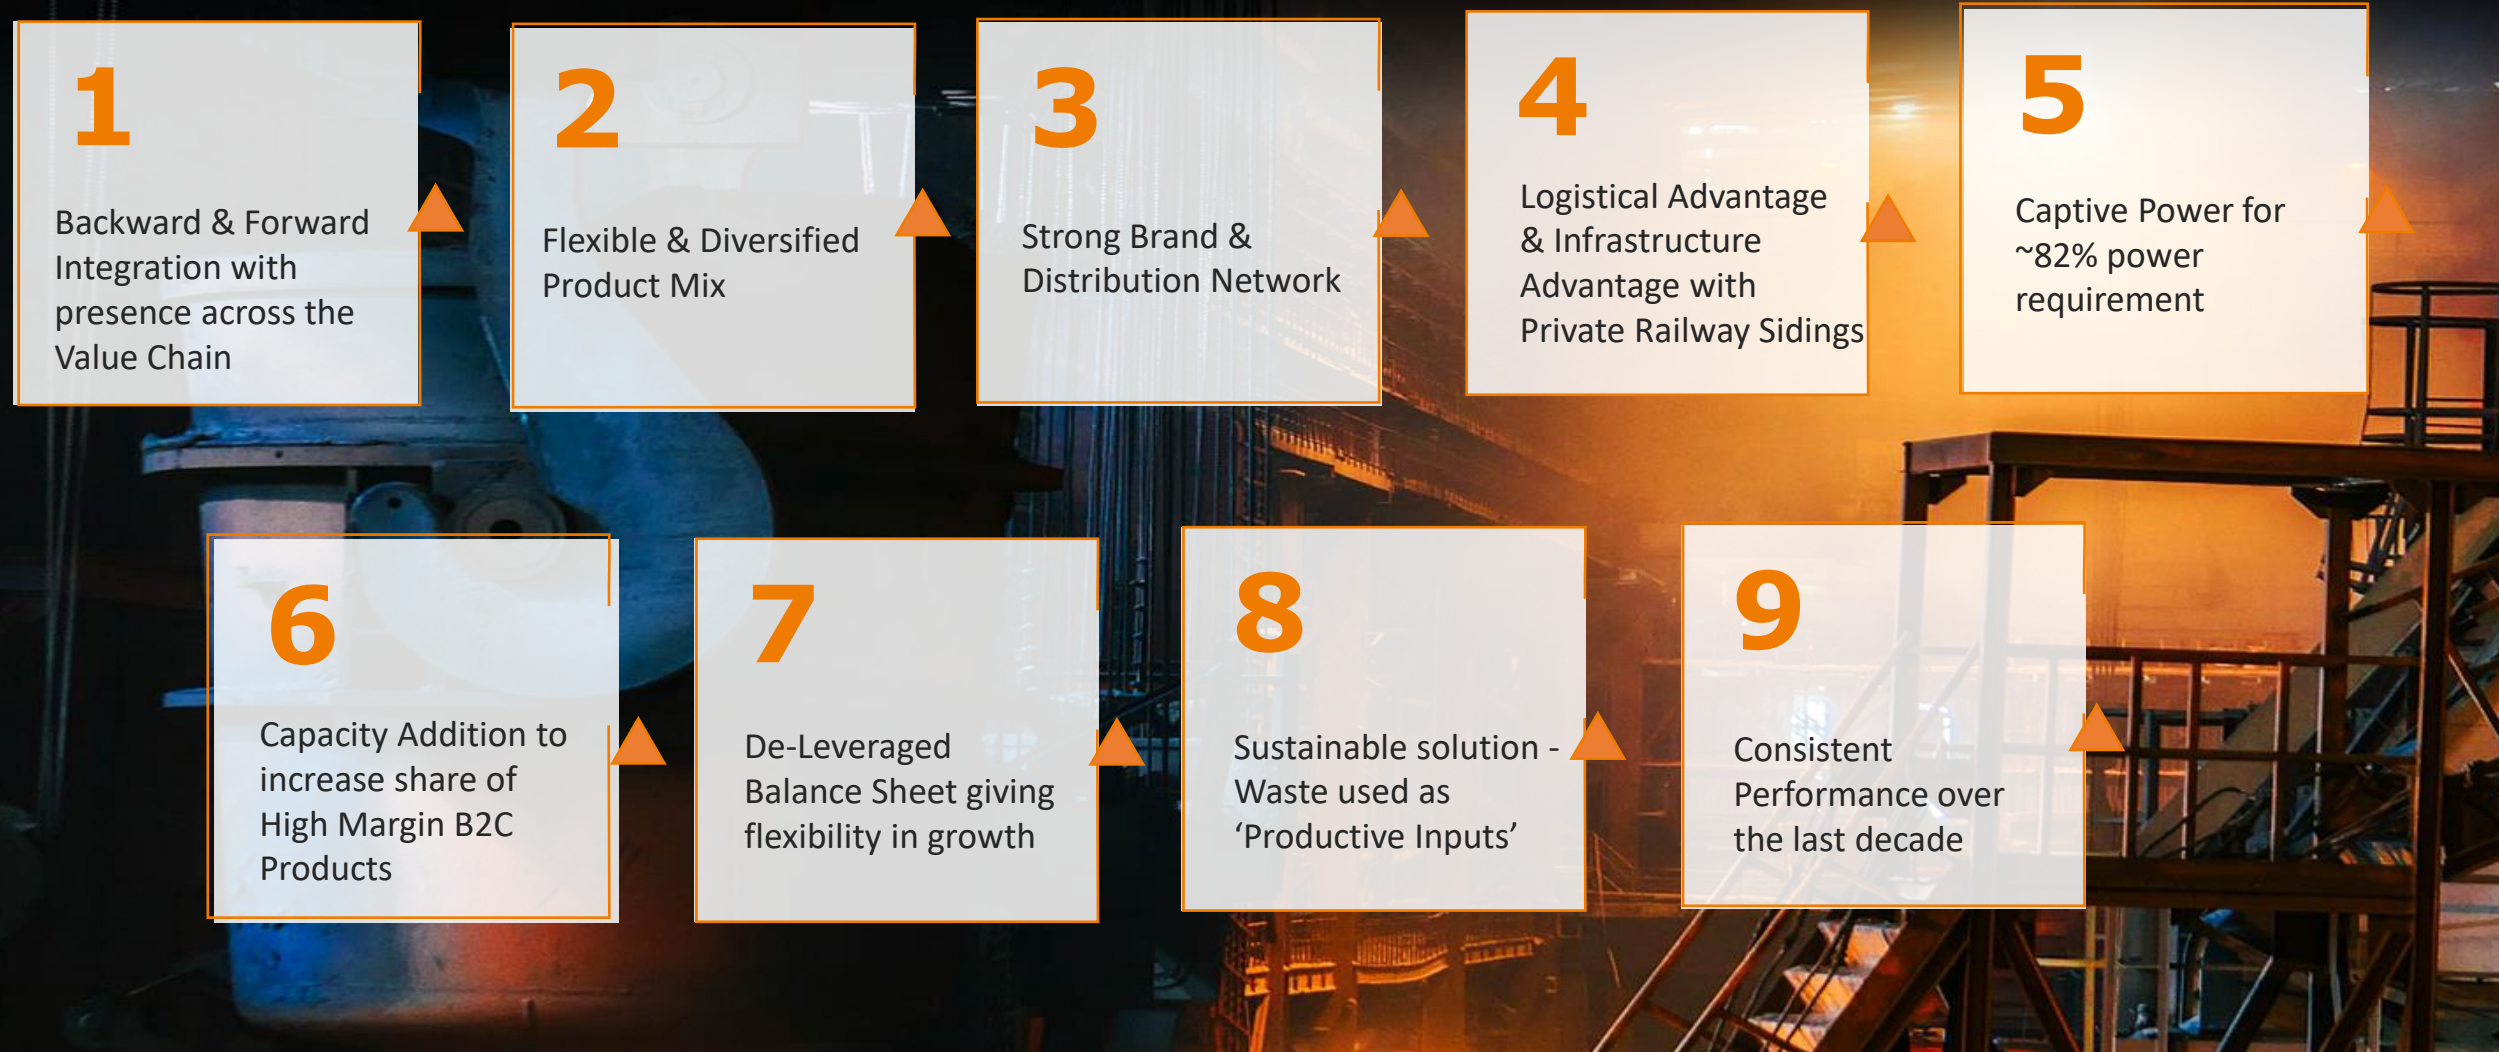 1
Backward & Forward
Integration with
presence across the
Value Chain
2
Flexible & Diversified
Product Mix
3
Strong Brand &
Distribution Network
4
Logistical Advantage
& Infrastructure
Advantage with
Private Railway Sidings
5
Captive Power for
~82% power
requirement
6
Capacity Addition to
increase share of
High Margin B2C
Products
7
De-Leveraged
Balance Sheet giving
flexibility in growth
8
Sustainable solution -
Waste used as
‘Productive Inputs’
9
Consistent
Performance over
the last decade